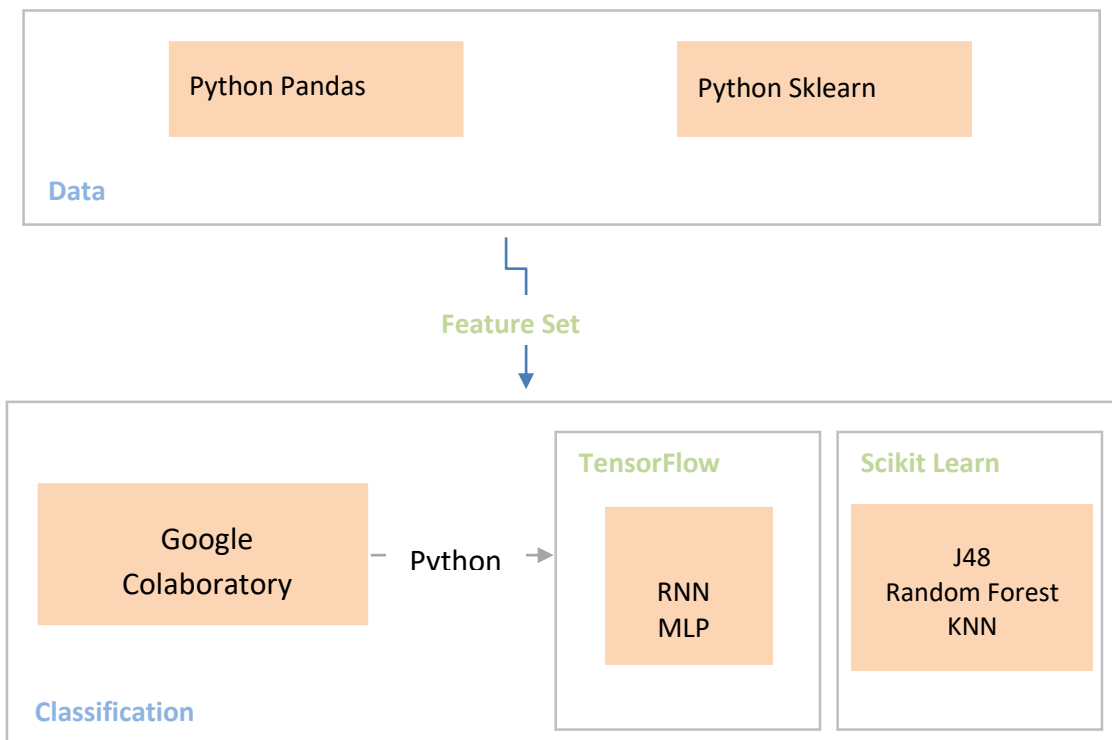 Python Pandas
Python Sklearn
Data
Feature Set
TensorFlow
Scikit Learn
Google
Colaboratory
Python
RNN
MLP
J48
Random Forest
KNN
Classification